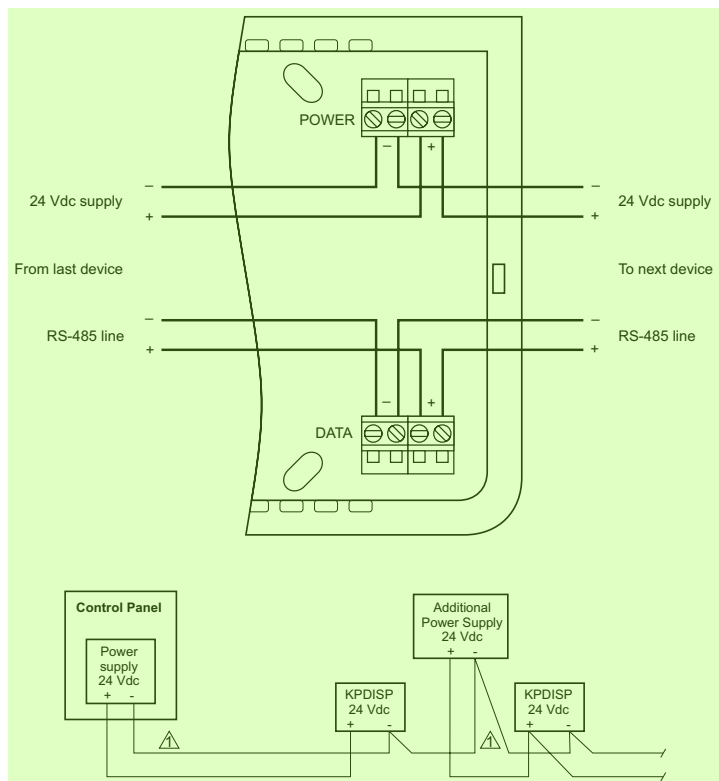 POWER
– +
– –
24 Vdc supply 24 Vdc supply
+ +
From last device To next device
– –
RS-485 line RS-485 line
+ +
– +
DATA
Control Panel
Power
supply
24 Vdc
+ -
Additional
Power Supply
24 Vdc
+ -
KPDISP
24 Vdc
+ -
KPDISP
24 Vdc
+ -
1
1